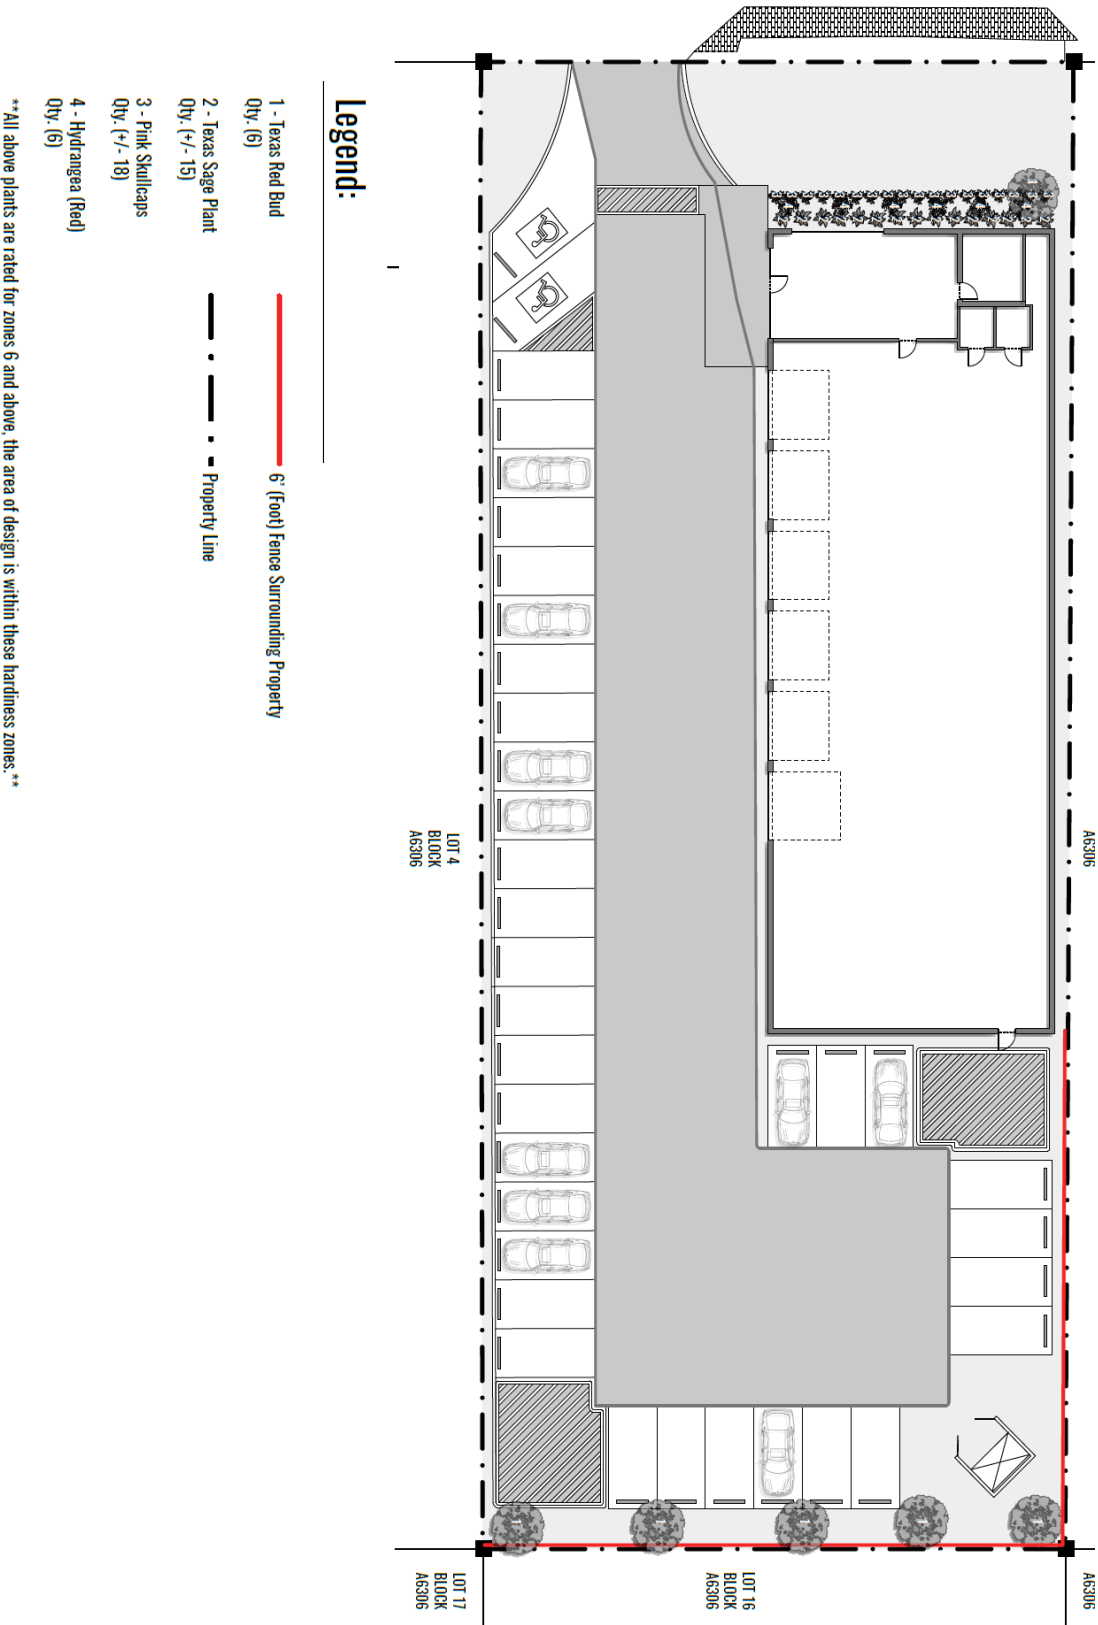 Legend:
1 - Texas Red Bud
Qty. (6)
2 - Texas Sage Plant
Qty. (+/- 15)
3 - Pink Skullcaps
Qty. (+/- 18)
4 - Hydrangea (Red)
Qty. (6)
**All above plants are rated for zones 6 and above, the area of design is within these hardiness zones.**
6' (Foot) Fence Surrounding Property
Property Line
LOT 4
BLOCK
A6306
A6306
LOT 17
BLOCK
A6306
LOT 16
BLOCK
A6306
A6306